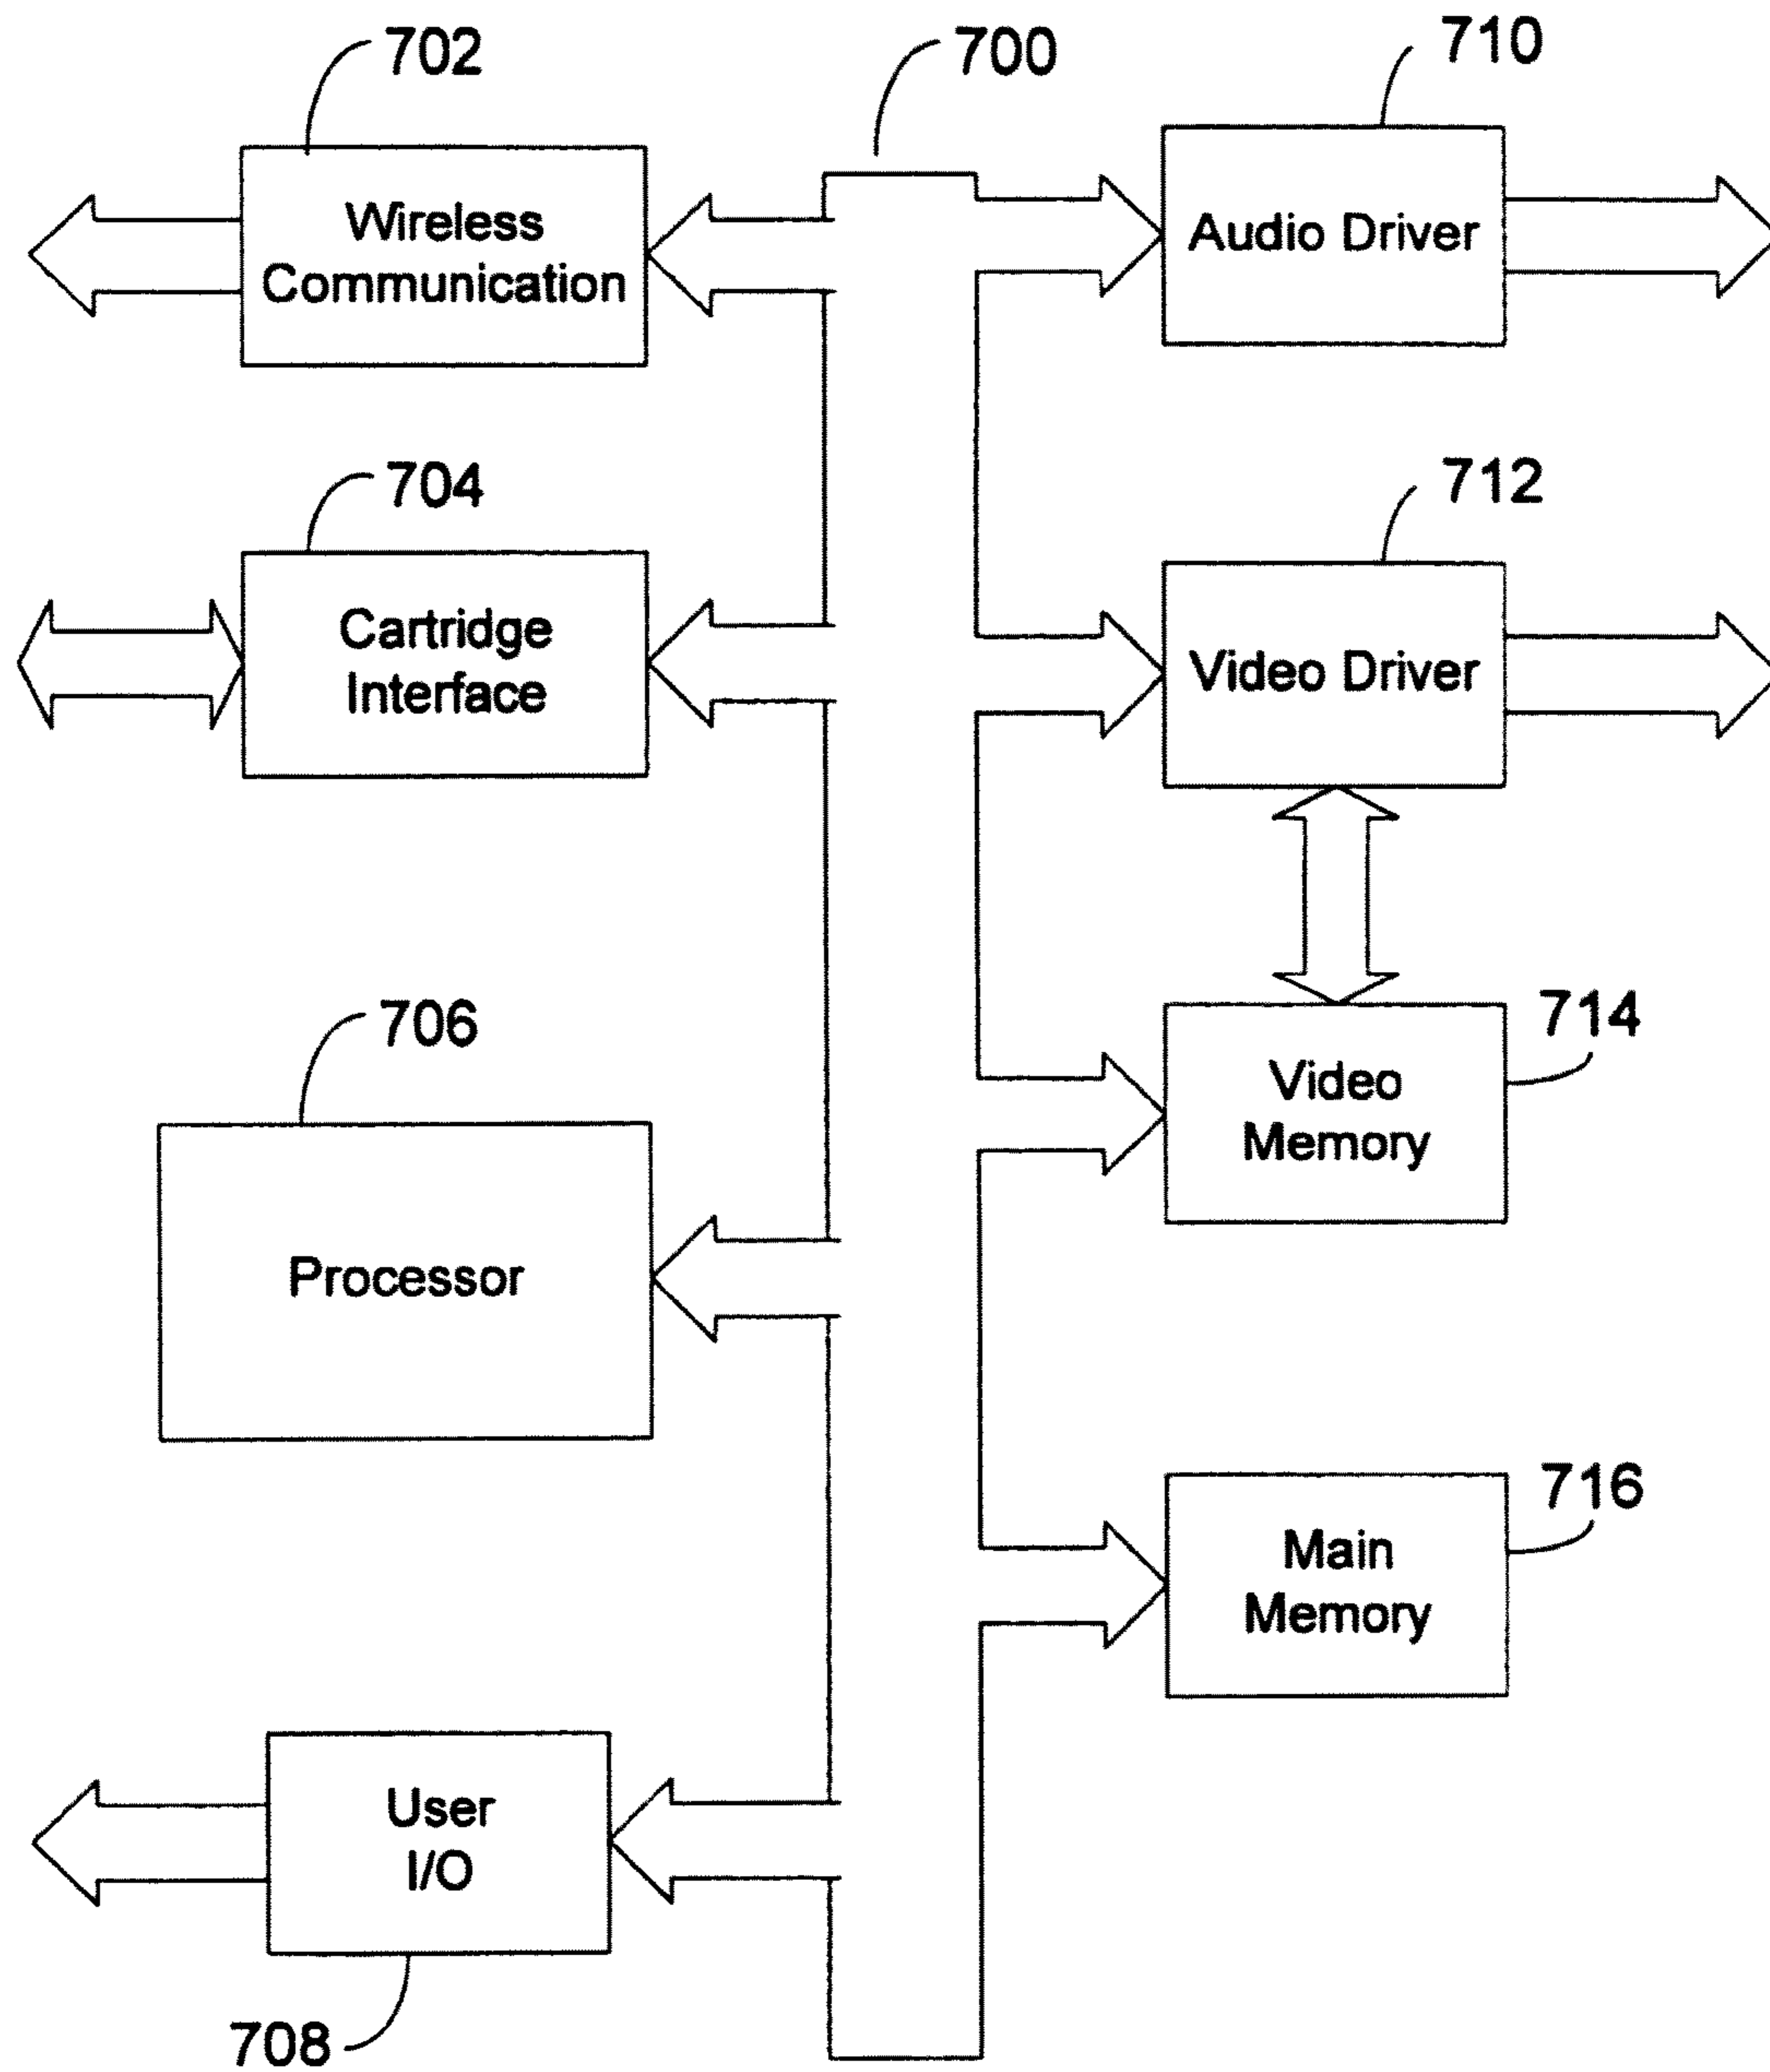 702
700
710
Wireless
Communication
Audio Driver
704
712
Cartridge
Interface
Video Driver
706
714
Video
Memory
Processor
716
Main
Memory
User
I/O
708